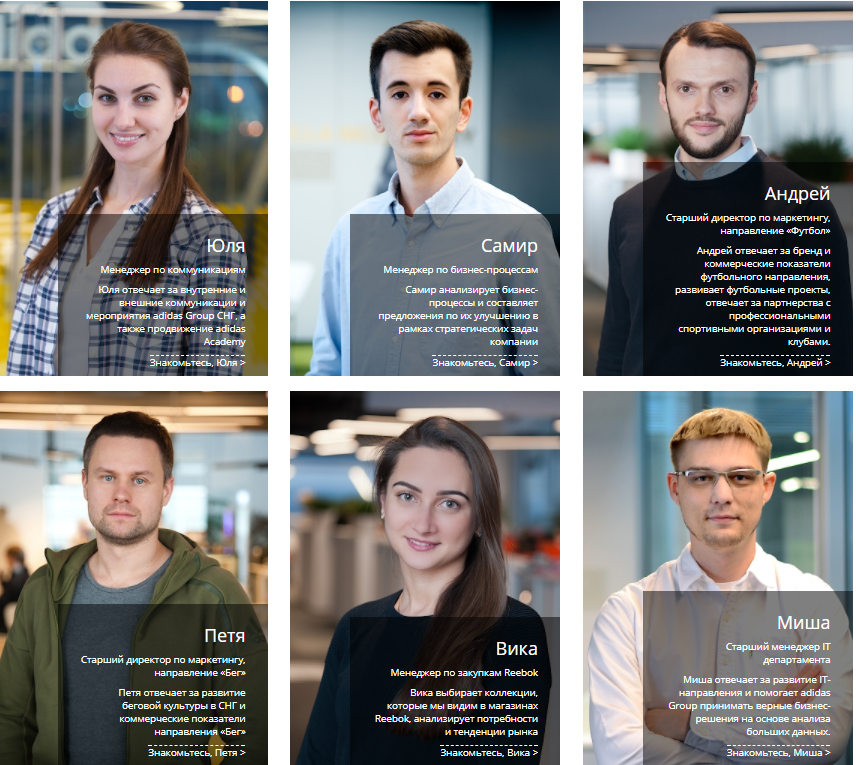 Юля
Менеджер по коммуникациям
Юля отвечает за внутренние и
внешние коммуникации и
мероприятия adidas Group СНГ, а
также продвижение adidas
Academy
Знакомьтесь, Юля >
Самир
Менеджер по бизнес-процессам
Самир анализирует бизнес-
процессы и составляет
предложения по их улучшению в
рамках стратегических задач
компании
Знакомьтесь, Самир >
Андрей
Старший директор по маркетингу,
направление «Футбол»
Андрей отвечает за бренд и
коммерческие показатели
футбольного направления,
развивает футбольные проекты,
отвечает за партнерства с
профессиональными
спортивными организациями и
клубами.
Знакомьтесь, Андрей >
Петя
Старший директор по маркетингу,
направление «Бег»
Петя отвечает за развитие
беговой культуры в СНГ и
коммерческие показатели
направления «Бег»
Знакомьтесь, Петя >
Вика
Менеджер по закупкам Reebok
Вика выбирает коллекции,
которые мы видим в магазинах
Reebok, анализирует потребности
и тенденции рынка
Знакомьтесь, Вика >
Миша
Старший менеджер IT
департамента
Миша отвечает за развитие IT-
направления и помогает adidas
Group принимать верные бизнес-
решения на основе анализа
больших данных.
Знакомьтесь, Миша >